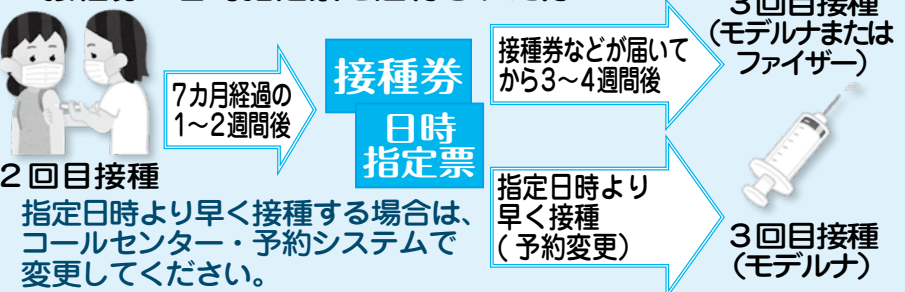 3回目接種
(モデルナまたは
ファイザー)
接種券などが届いて
から3~4週間後
接種券
日時
指定票
7カ月経過の
1~2週間後
2回目接種
指定日時より
早く接種
(予約変更)
指定日時より早く接種する場合は、
コールセンター・予約システムで
変更してください。
3回目接種
(モデルナ)